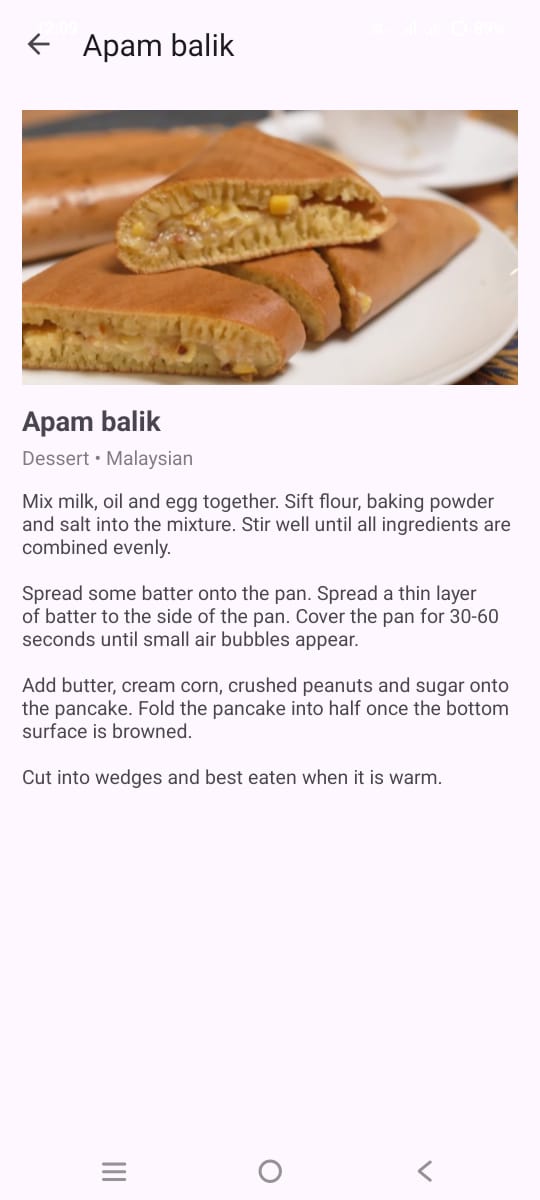 Apam balik
Apam balik
Dessert • Malaysian
Mix milk, oil and egg together. Sift flour, baking powder
and salt into the mixture. Stir well until all ingredients are
combined evenly.
Spread some batter onto the pan. Spread a thin layer
of batter to the side of the pan. Cover the pan for 30-60
seconds until small air bubbles appear.
Add butter, cream corn, crushed peanuts and sugar onto
the pancake. Fold the pancake into half once the bottom
surface is browned.
Cut into wedges and best eaten when it is warm.